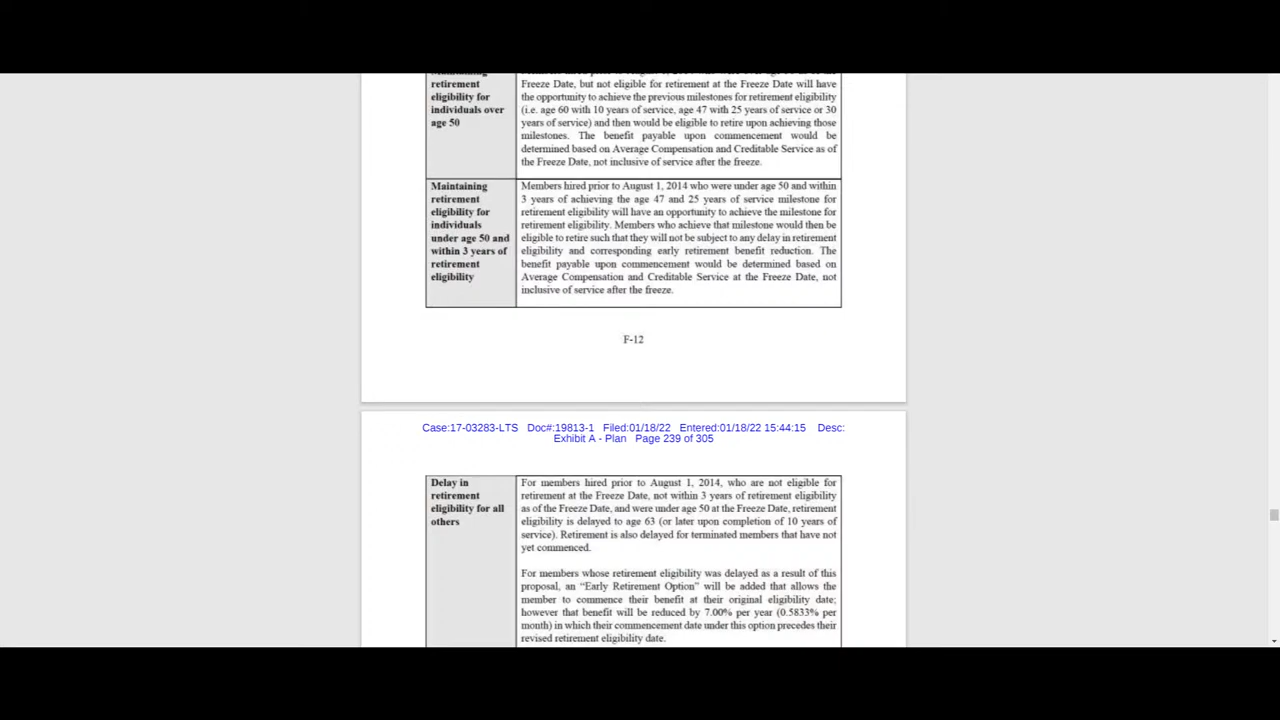 Maintaining
retirement
eligibility for
individuals over
age 50
Freeze Date, but not eligible for retirement at the Freeze Date will have
the opportunity to achieve the previous milestones for retirement eligibility
(i.e. age 60 with 10 years of service, age 47 with 25 years of service or 30
years of service) and then would be eligible to retire upon achieving those
milestones. The benefit payable upon commencement would be
determined based on Average Compensation and Creditable Service as of
the Freeze Date, not inclusive of service after the freeze.
Maintaining
retirement
eligibility for
individuals
under age 50 and
within 3 years of
retirement
eligibility
Members hired prior to August 1, 2014 who were under age 50 and within
3 years of achieving the age 47 and 25 years of service milestone for
retirement eligibility will have an opportunity to achieve the milestone for
retirement eligibility. Members who achieve that milestone would then be
eligible to retire such that they will not be subject to any delay in retirement
eligibility and corresponding early retirement benefit reduction. The
benefit payable upon commencement would be determined based on
Average Compensation and Creditable Service at the Freeze Date, not
inclusive of service after the freeze.
F-12
Case:17-03283-LTS Doc#:19813-1 Filed:01/18/22 Entered:01/18/22 15:44:15 Desc:
Exhibit A - Plan Page 239 of 305
Delay in
retirement
eligibility for all
others
For members hired prior to August 1, 2014, who are not eligible for
retirement at the Freeze Date, not within 3 years of retirement eligibility
as of the Freeze Date, and were under age 50 at the Freeze Date, retirement
eligibility is delayed to age 63 (or later upon completion of 10 years of
service). Retirement is also delayed for terminated members that have not
yet commenced.
For members whose retirement eligibility was delayed as a result of this
proposal, an “Early Retirement Option” will be added that allows the
member to commence their benefit at their original eligibility date;
however that benefit will be reduced by 7.00% per year (0.5833% per
month) in which their commencement date under this option precedes their
revised retirement eligibility date.